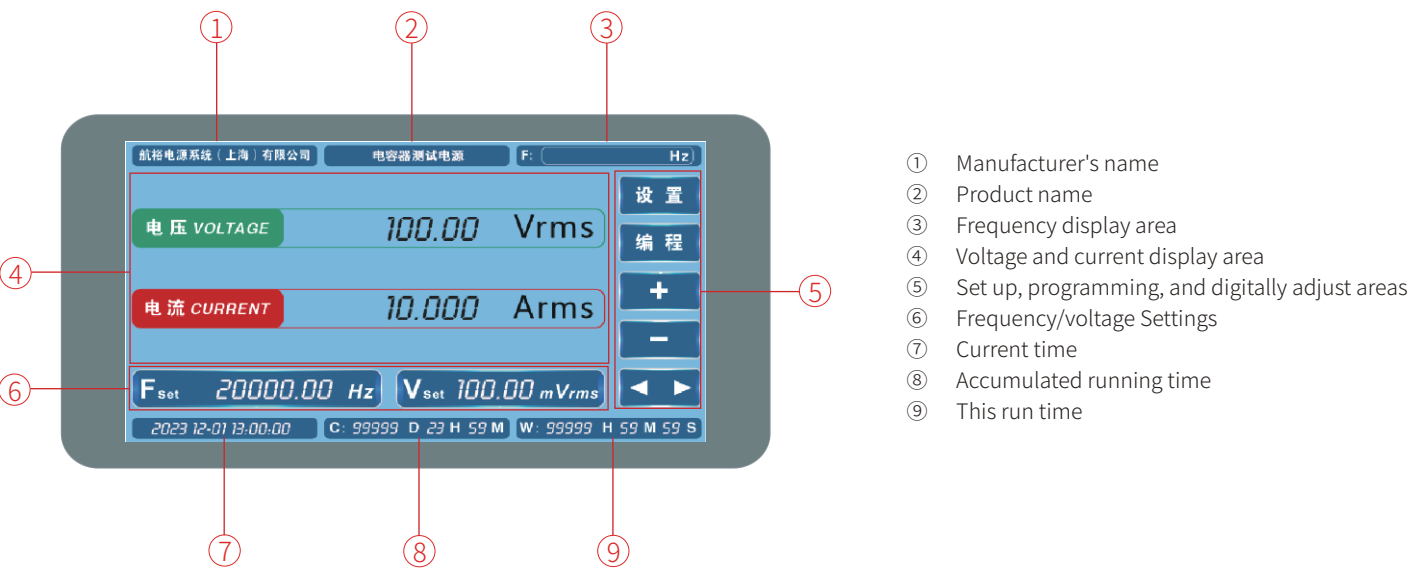 ① ② ③
航裕电源系统（上海）有限公司 电容器测试电源 F: Hz
设 置
电 压 VOLTAGE 100.00 Vrms
编 程
④ ⑤
+
电 流 CURRENT 10.000 Arms
−
⑥ Fset 20000.00 Hz Vset 100.00 mVrms ◀ ▶
2023 12-01 13:00:00 C: 99999 D 23 H 59 M W: 99999 H 59 M 59 S
⑦ ⑧ ⑨
① Manufacturer's name
② Product name
③ Frequency display area
④ Voltage and current display area
⑤ Set up, programming, and digitally adjust areas
⑥ Frequency/voltage Settings
⑦ Current time
⑧ Accumulated running time
⑨ This run time